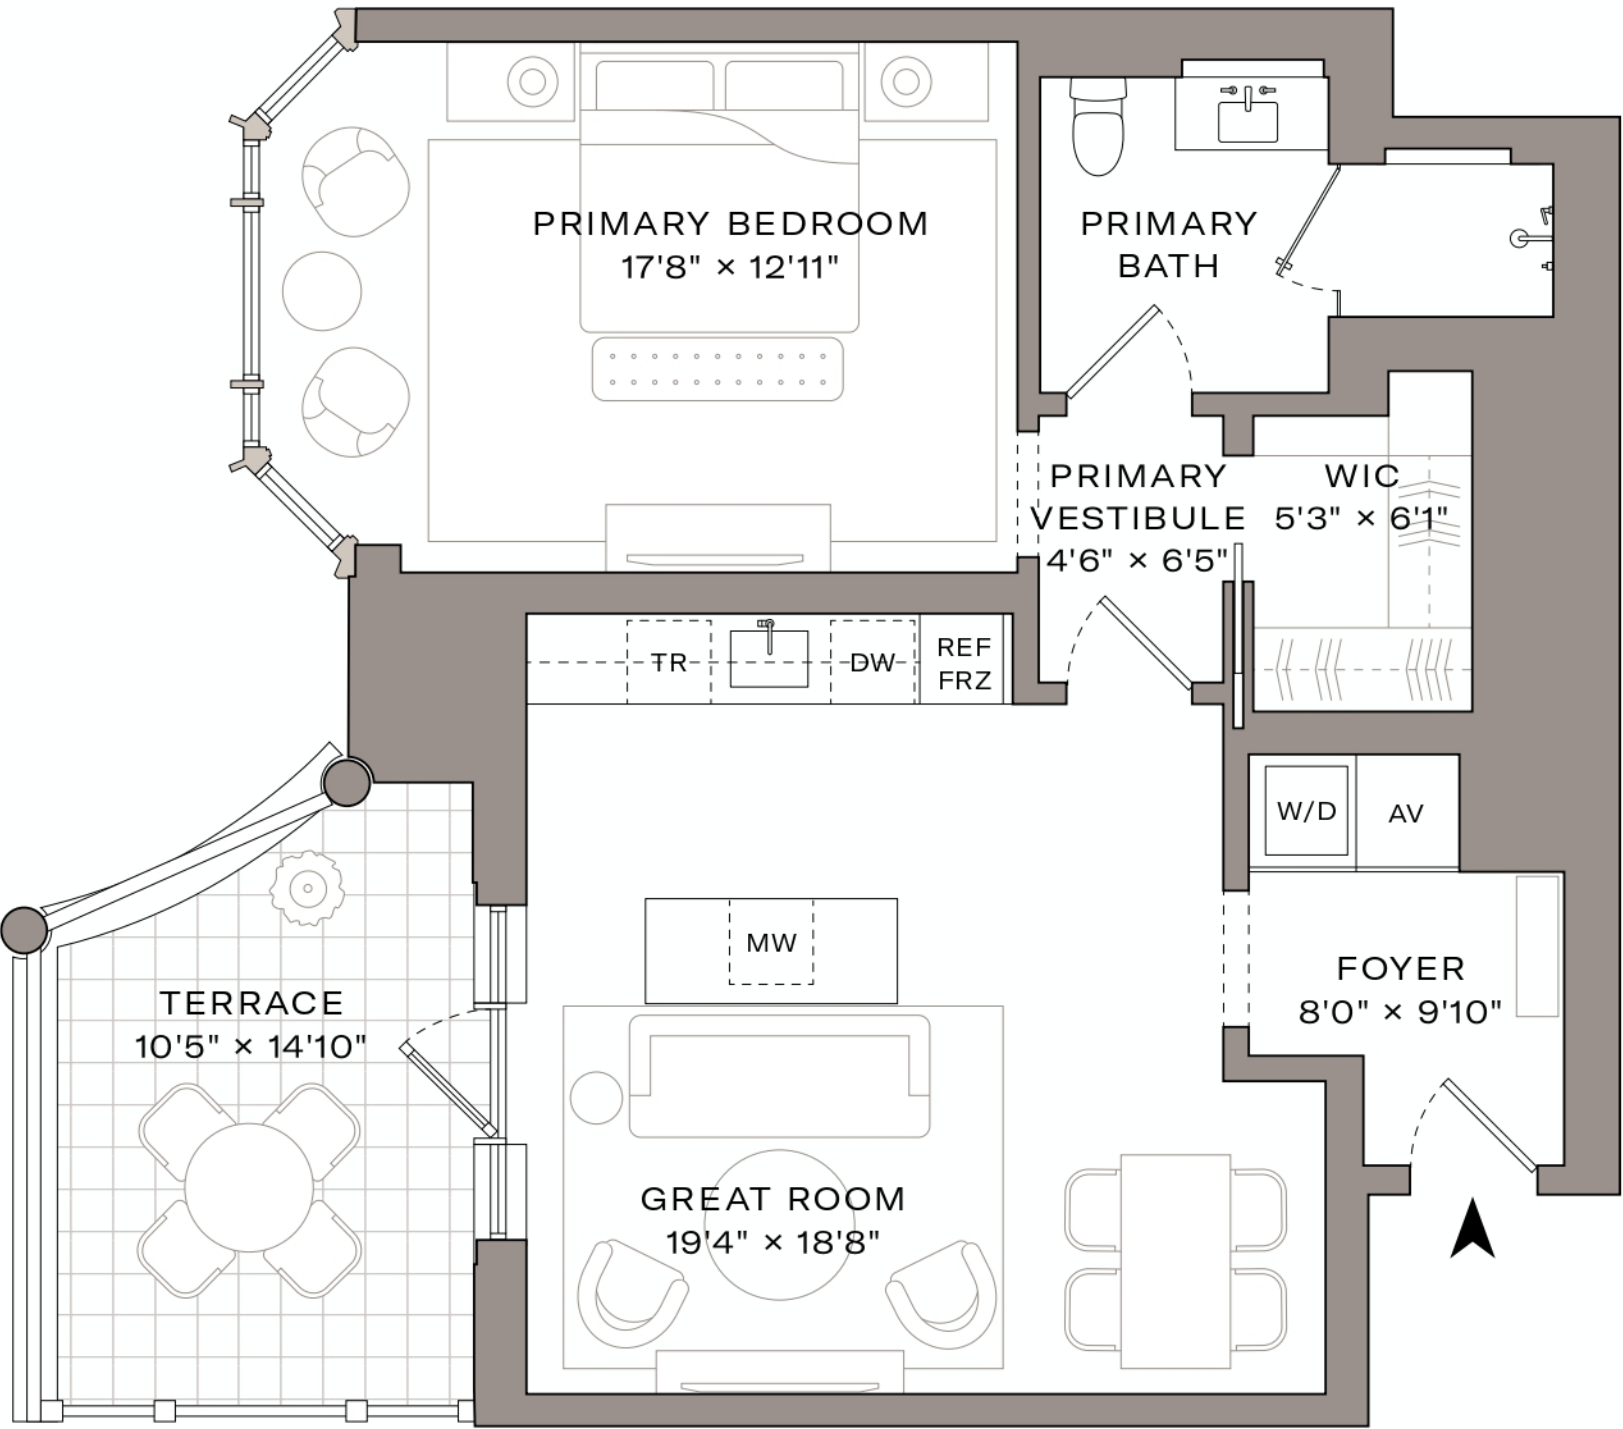 PRIMARY BEDROOM
17'8" × 12'11"
PRIMARY
BATH
PRIMARY
VESTIBULE
4'6" × 6'5"
WIC
5'3" × 6'1"
TR
DW
REF
FRZ
W/D
AV
MW
FOYER
8'0" × 9'10"
TERRACE
10'5" × 14'10"
GREAT ROOM
19'4" × 18'8"